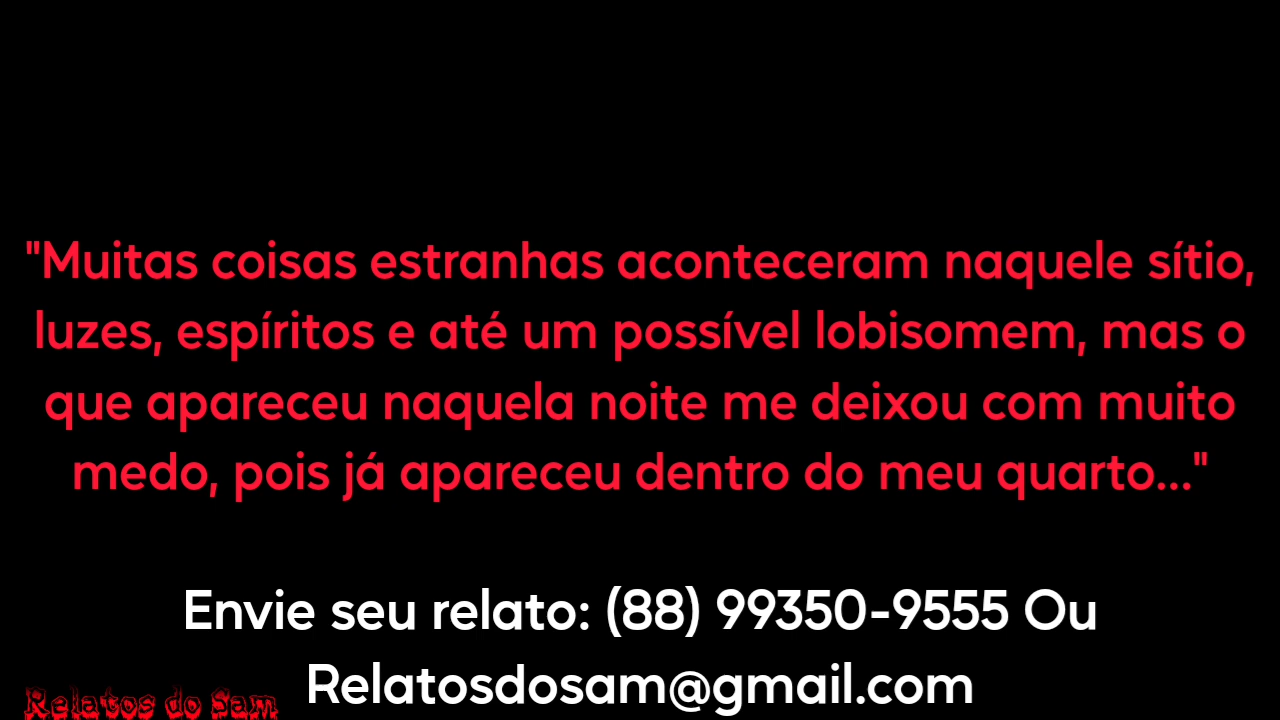 "Muitas coisas estranhas aconteceram naquele sítio,
luzes, espíritos e até um possível lobisomem, mas o
que apareceu naquela noite me deixou com muito
medo, pois já apareceu dentro do meu quarto..."
Envie seu relato: (88) 99350-9555 Ou
Relatosdosam@gmail.com
Relatos do Sam